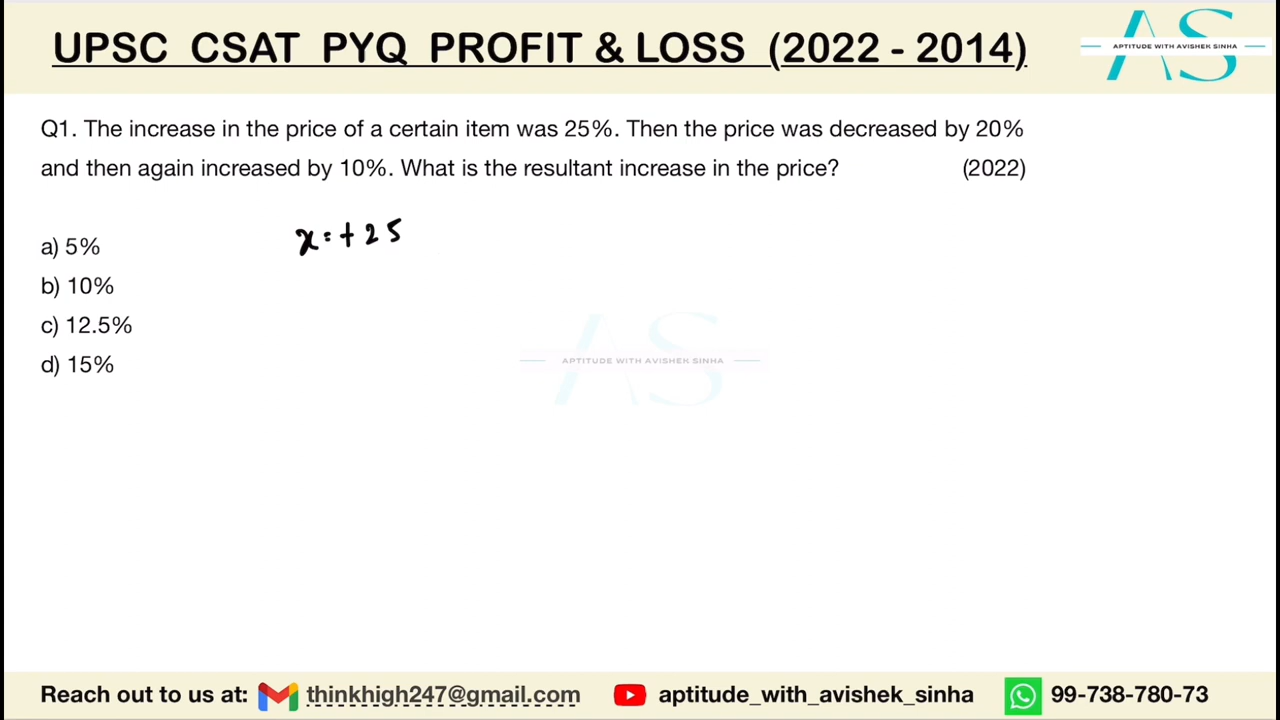 UPSC CSAT PYQ PROFIT & LOSS (2022 - 2014)
APTITUDE WITH AVISHEK SINHA
Q1. The increase in the price of a certain item was 25%. Then the price was decreased by 20%
and then again increased by 10%. What is the resultant increase in the price? (2022)
x=+25
a) 5%
b) 10%
c) 12.5%
d) 15%
APTITUDE WITH AVISHEK SINHA
Reach out to us at: thinkhigh247@gmail.com aptitude_with_avishek_sinha 99-738-780-73